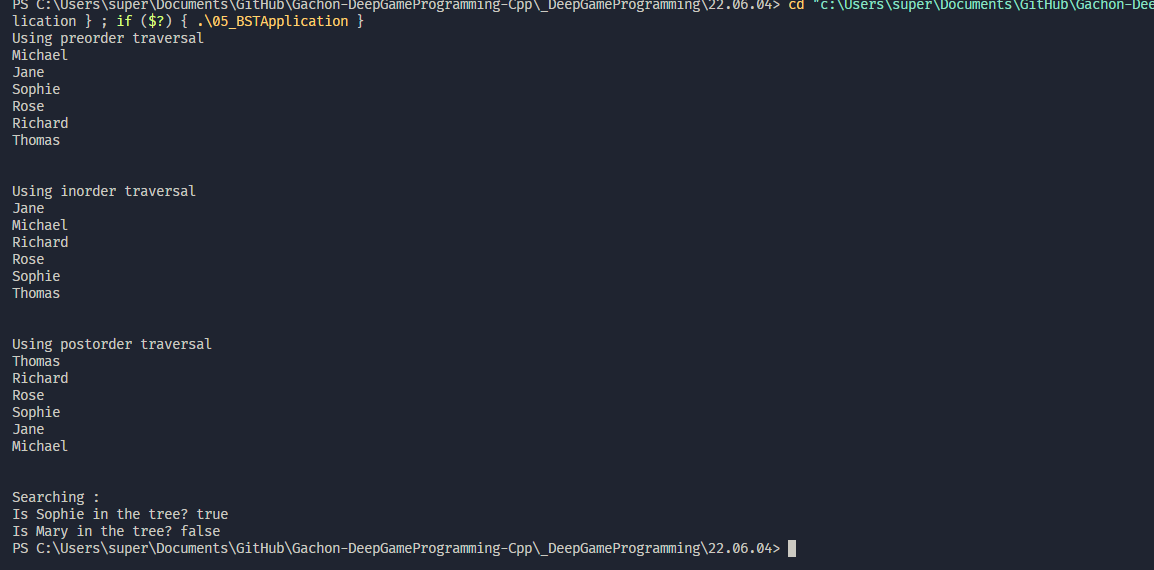 PS C:\Users\super\Documents\GitHub\Gachon-DeepGameProgramming-Cpp\_DeepGameProgramming\22.06.04> cd "c:\Users\super\Documents\GitHub\Gachon-Dee
lication } ; if ($?) { .\05_BSTApplication }
Using preorder traversal
Michael
Jane
Sophie
Rose
Richard
Thomas
Using inorder traversal
Jane
Michael
Richard
Rose
Sophie
Thomas
Using postorder traversal
Thomas
Richard
Rose
Sophie
Jane
Michael
Searching :
Is Sophie in the tree? true
Is Mary in the tree? false
PS C:\Users\super\Documents\GitHub\Gachon-DeepGameProgramming-Cpp\_DeepGameProgramming\22.06.04>